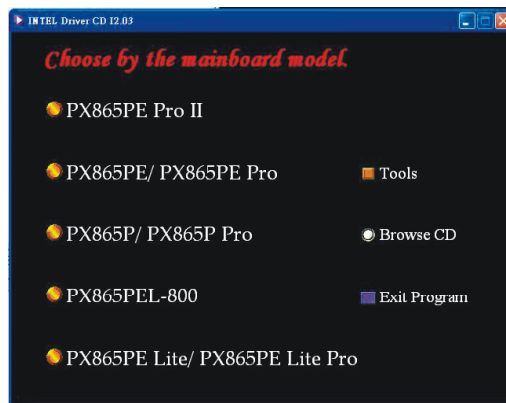 INTEL Driver CD I2.03
Choose by the mainboard model.
PX865PE Pro II
PX865PE/ PX865PE Pro
Tools
PX865P/ PX865P Pro
Browse CD
PX865PEL-800
Exit Program
PX865PE Lite/ PX865PE Lite Pro